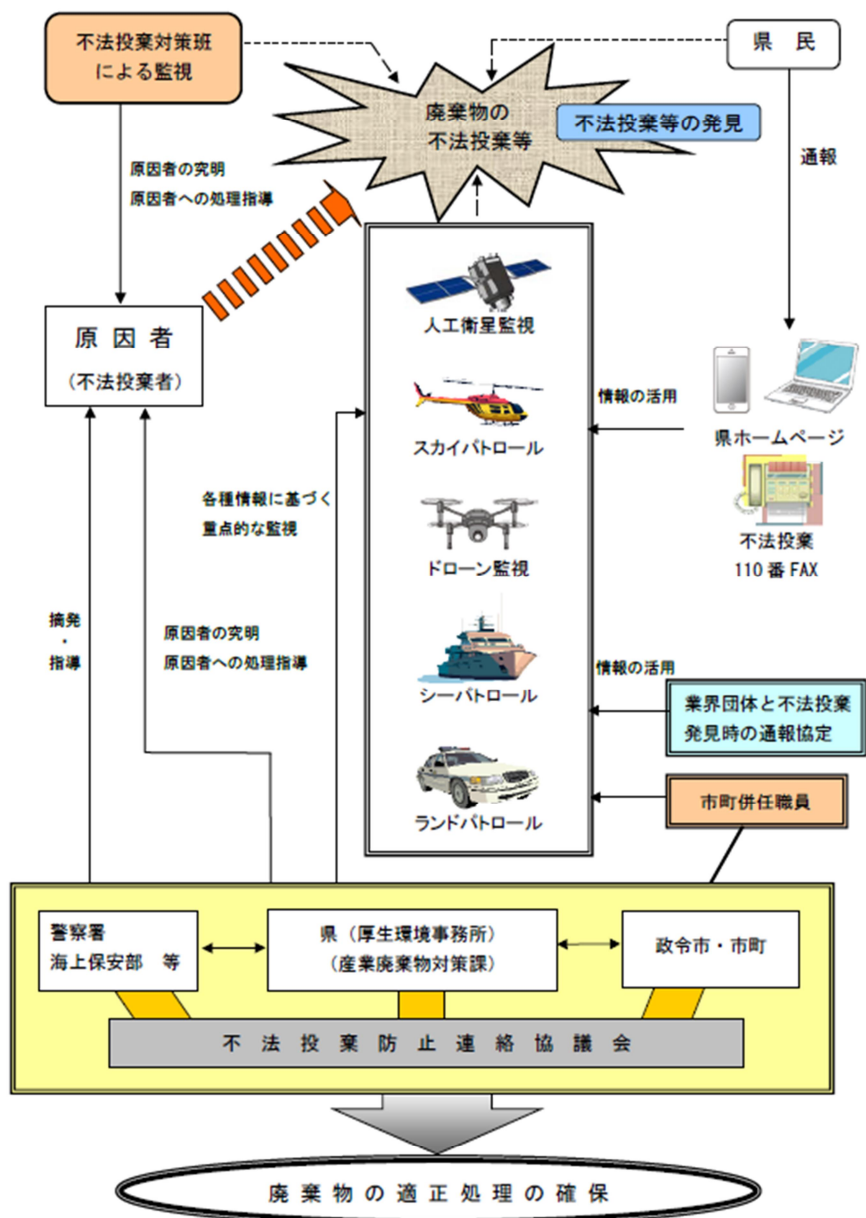 不法投棄対策班
による監視
県 民
廃棄物の
不法投棄等
不法投棄等の発見
通報
原因者の究明
原因者への処理指導
原 因 者
(不法投棄者)
人工衛星監視
スカイパトロール
ドローン監視
シーパトロール
ランドパトロール
情報の活用
県ホームページ
不法投棄
110 番 FAX
各種情報に基づく
重点的な監視
摘発
・
指導
原因者の究明
原因者への処理指導
情報の活用
業界団体と不法投棄
発見時の通報協定
市町併任職員
警察署
海上保安部 等
県(厚生環境事務所)
(産業廃棄物対策課)
政令市・市町
不 法 投 棄 防 止 連 絡 協 議 会
廃 棄 物 の 適 正 処 理 の 確 保